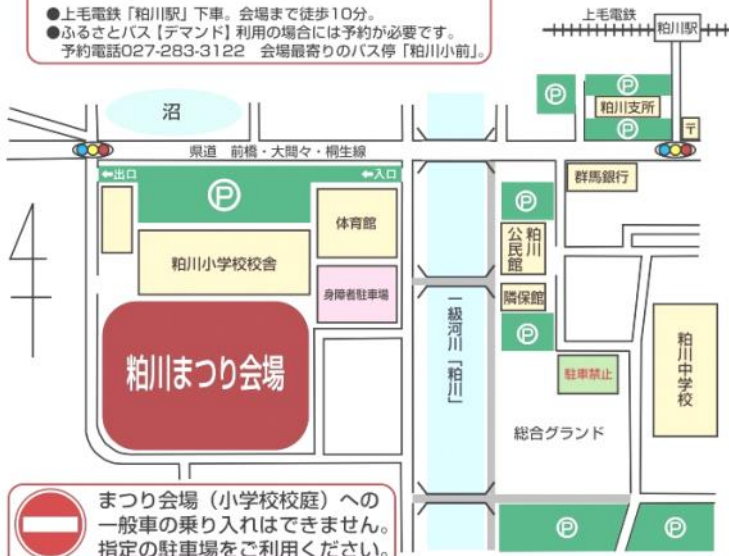 ●上毛電鉄「粕川駅」下車。会場まで徒歩10分。
●ふるさとバス【デマンド】利用の場合には予約が必要です。
予約電話027-283-3122　会場最寄りのバス停「粕川小前」。
上毛電鉄
粕川駅
沼
Ⓟ
Ⓟ
粕川支所
Ⓟ
〒
県道　前橋・大間々・桐生線
←出口
←入口
Ⓟ
群馬銀行
Ⓟ
体育館
粕川
公民館
粕川小学校校舎
身障者駐車場
隣保館
一級河川「粕川」
Ⓟ
粕川まつり会場
駐車禁止
粕川中学校
総合グランド
まつり会場（小学校校庭）への
一般車の乗り入れはできません。
指定の駐車場をご利用ください。
Ⓟ
Ⓟ